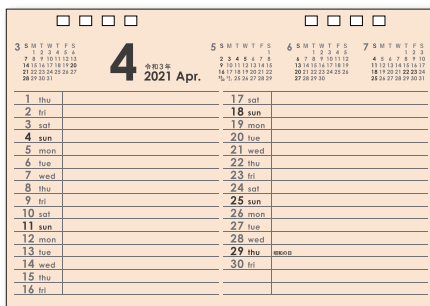 3 S M T W T F S
1 2 3 4 5 6
7 8 9 10 11 12 13
14 15 16 17 18 19 20
21 22 23 24 25 26 27
28 29 30 31
4
令和3年
2021 Apr.
5 S M T W T F S
1
2 3 4 5 6 7 8
9 10 11 12 13 14 15
16 17 18 19 20 21 22
23/30 24/31 25 26 27 28 29
6 S M T W T F S
1 2 3 4 5
6 7 8 9 10 11 12
13 14 15 16 17 18 19
20 21 22 23 24 25 26
27 28 29 30
7 S M T W T F S
1 2 3
4 5 6 7 8 9 10
11 12 13 14 15 16 17
18 19 20 21 22 23 24
25 26 27 28 29 30 31
1 thu
2 fri
3 sat
4 sun
5 mon
6 tue
7 wed
8 thu
9 fri
10 sat
11 sun
12 mon
13 tue
14 wed
15 thu
16 fri
17 sat
18 sun
19 mon
20 tue
21 wed
22 thu
23 fri
24 sat
25 sun
26 mon
27 tue
28 wed
29 thu 昭和の日
30 fri